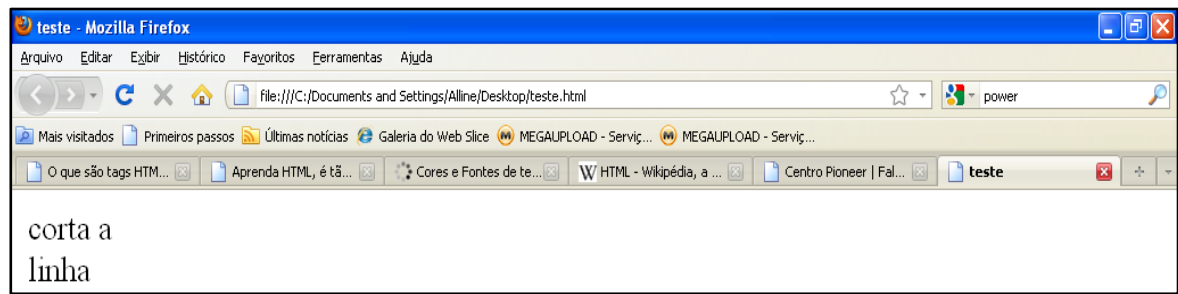 teste - Mozilla Firefox
Arquivo Editar Exibir Histórico Favoritos Ferramentas Ajuda
file:///C:/Documents and Settings/Alline/Desktop/teste.html power
Mais visitados Primeiros passos Últimas notícias Galeria do Web Slice MEGAUPLOAD - Serviç... MEGAUPLOAD - Serviç...
O que são tags HTM... Aprenda HTML, é tã... Cores e Fontes de te... W HTML - Wikipédia, a ... Centro Pioneer | Fal... teste
corta a
linha